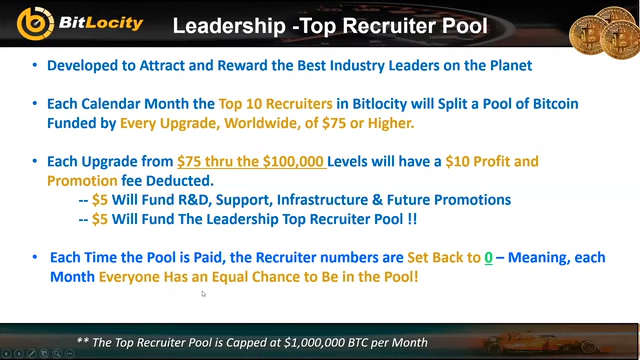 BitLocity
Leadership -Top Recruiter Pool
• Developed to Attract and Reward the Best Industry Leaders on the Planet
• Each Calendar Month the Top 10 Recruiters in Bitlocity will Split a Pool of Bitcoin
Funded by Every Upgrade, Worldwide, of $75 or Higher.
• Each Upgrade from $75 thru the $100,000 Levels will have a $10 Profit and
Promotion fee Deducted.
-- $5 Will Fund R&D, Support, Infrastructure & Future Promotions
-- $5 Will Fund The Leadership Top Recruiter Pool !!
• Each Time the Pool is Paid, the Recruiter numbers are Set Back to 0 – Meaning, each
Month Everyone Has an Equal Chance to Be in the Pool!
** The Top Recruiter Pool is Capped at $1,000,000 BTC per Month